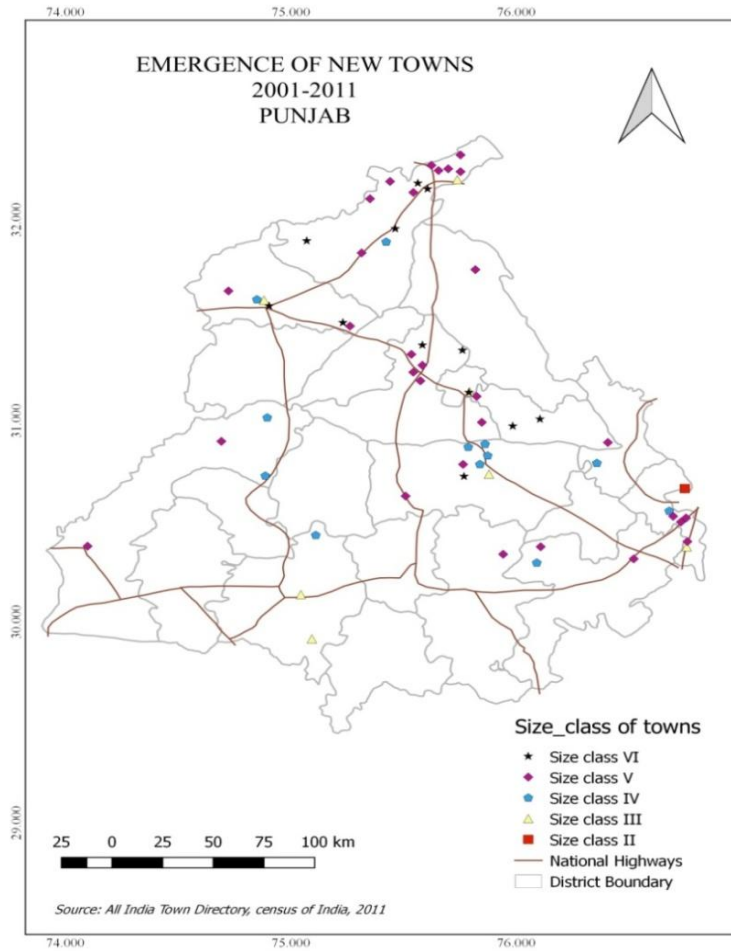 74.000 75.000 76.000
EMERGENCE OF NEW TOWNS
2001-2011
PUNJAB
32.000
31.000
30.000
29.000
Size_class of towns
Size class VI
Size class V
Size class IV
Size class III
Size class II
National Highways
District Boundary
25 0 25 50 75 100 km
Source: All India Town Directory, census of India, 2011
74.000 75.000 76.000